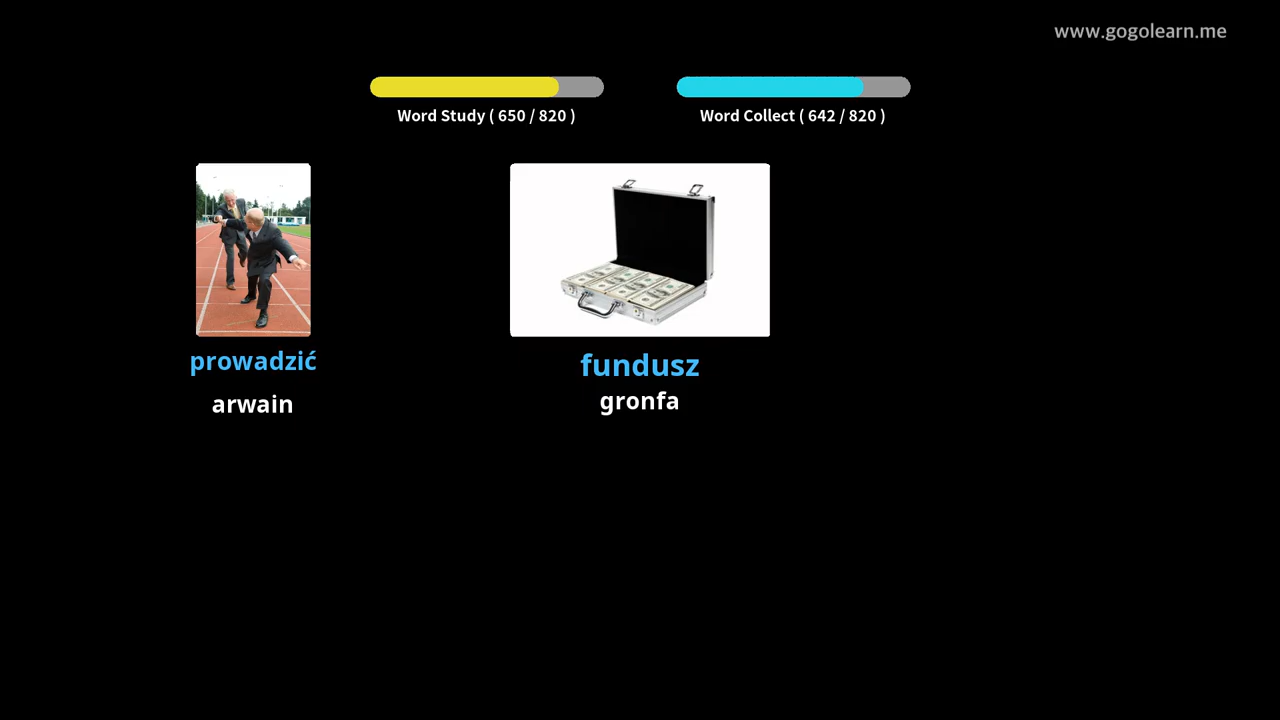 www.gogolearn.me
Word Study ( 650 / 820 )
Word Collect ( 642 / 820 )
prowadzić
arwain
fundusz
gronfa